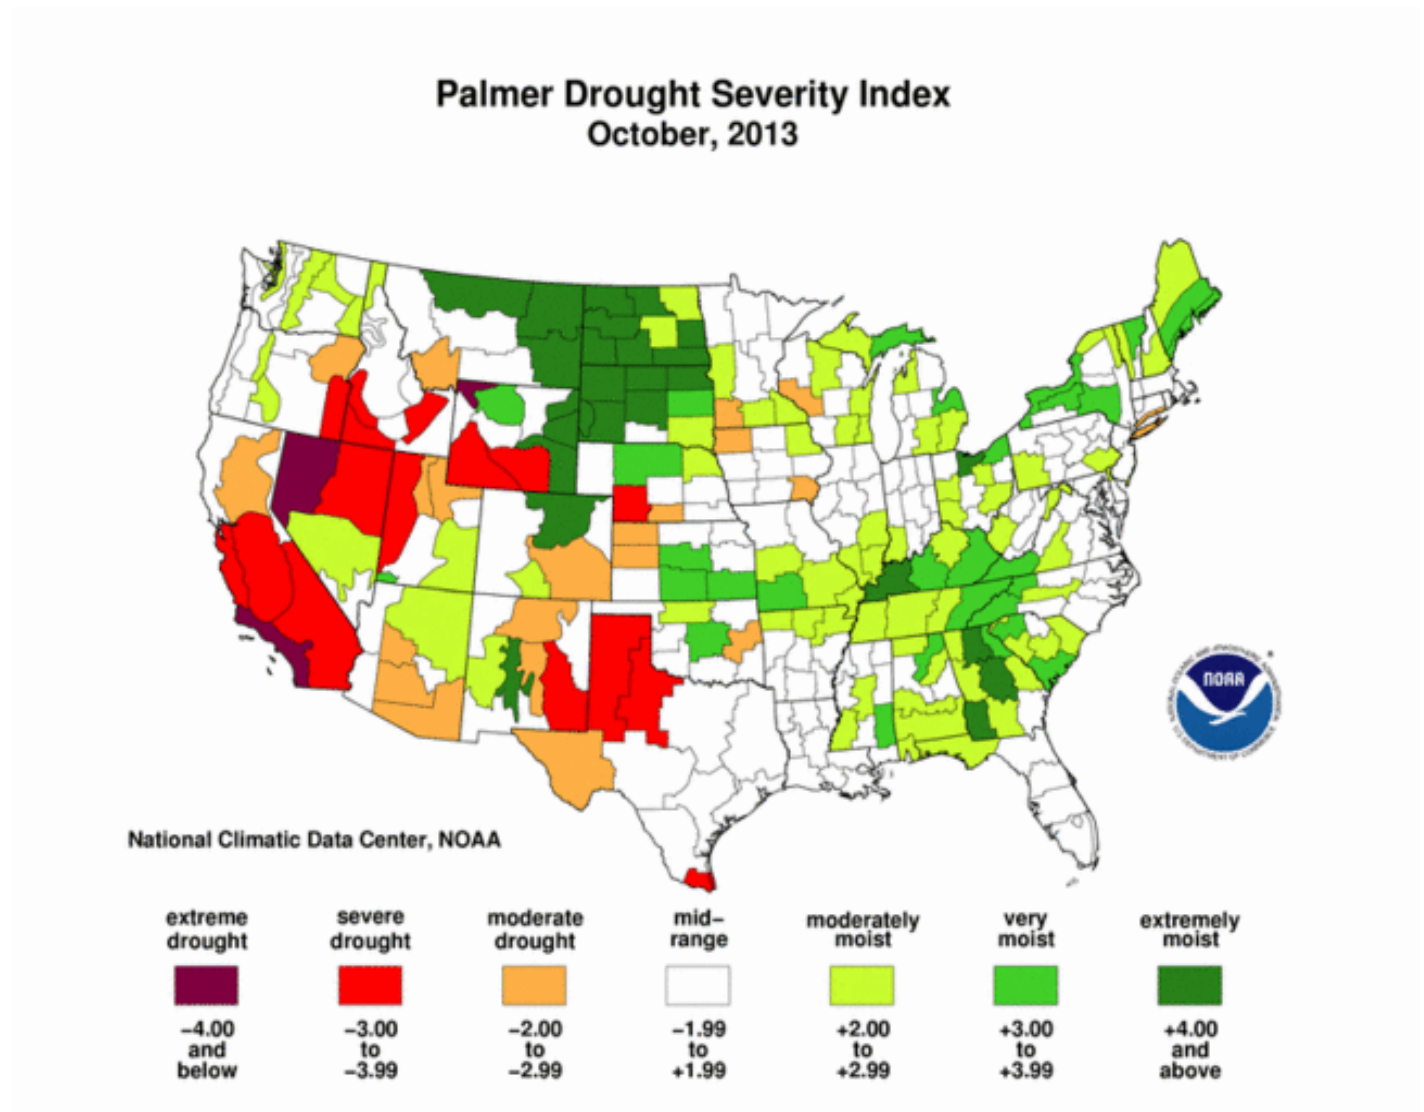 Palmer Drought Severity Index
October, 2013
NOAA
National Climatic Data Center, NOAA
extreme drought
severe drought
moderate drought
mid-range
moderately moist
very moist
extremely moist
-4.00 and below
-3.00 to -3.99
-2.00 to -2.99
-1.99 to +1.99
+2.00 to +2.99
+3.00 to +3.99
+4.00 and above